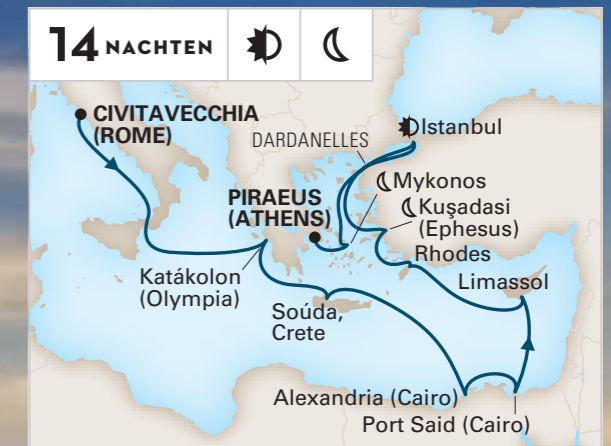 14 NACHTEN
CIVITAVECCHIA
(ROME)
DARDANELLES
Istanbul
Mykonos
Kuşadasi
(Ephesus)
PIRAEUS
(ATHENS)
Rhodes
Limassol
Katákolon
(Olympia)
Soúda,
Crete
Alexandria (Cairo)
Port Said (Cairo)